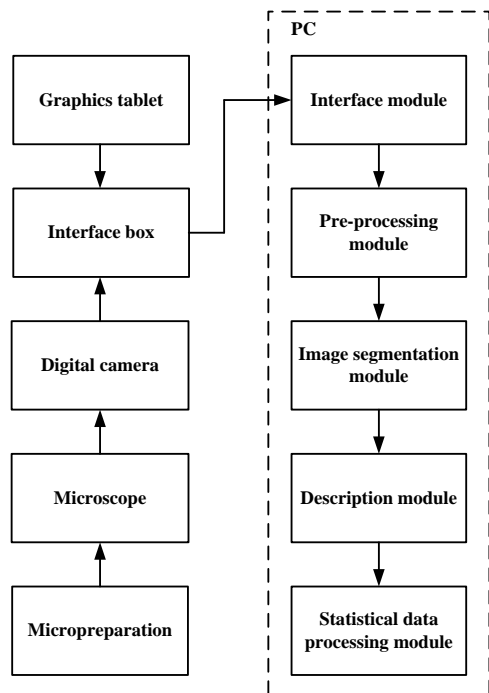 PC
Graphics tablet
Interface box
Digital camera
Microscope
Micropreparation
Interface module
Pre-processing
module
Image segmentation
module
Description module
Statistical data
processing module